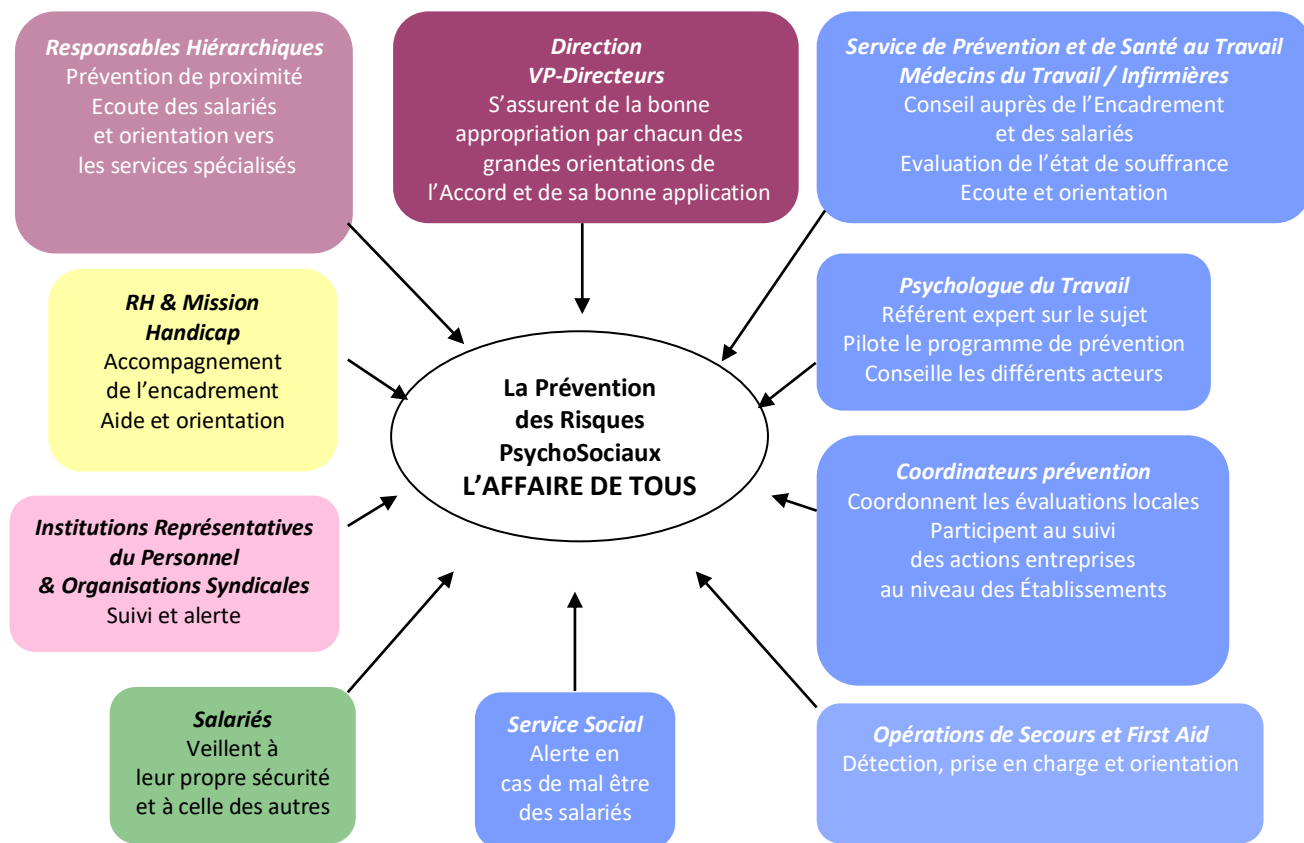 Responsables Hiérarchiques
Prévention de proximité
Ecoute des salariés
et orientation vers
les services spécialisés
Direction
VP-Directeurs
S’assurent de la bonne
appropriation par chacun des
grandes orientations de
l’Accord et de sa bonne application
Service de Prévention et de Santé au Travail
Médecins du Travail / Infirmières
Conseil auprès de l’Encadrement
et des salariés
Evaluation de l’état de souffrance
Ecoute et orientation
RH & Mission
Handicap
Accompagnement
de l’encadrement
Aide et orientation
La Prévention
des Risques
PsychoSociaux
L’AFFAIRE DE TOUS
Psychologue du Travail
Référent expert sur le sujet
Pilote le programme de prévention
Conseille les différents acteurs
Institutions Représentatives
du Personnel
& Organisations Syndicales
Suivi et alerte
Coordinateurs prévention
Coordonnent les évaluations locales
Participent au suivi
des actions entreprises
au niveau des Établissements
Salariés
Veillent à
leur propre sécurité
et à celle des autres
Service Social
Alerte en
cas de mal être
des salariés
Opérations de Secours et First Aid
Détection, prise en charge et orientation